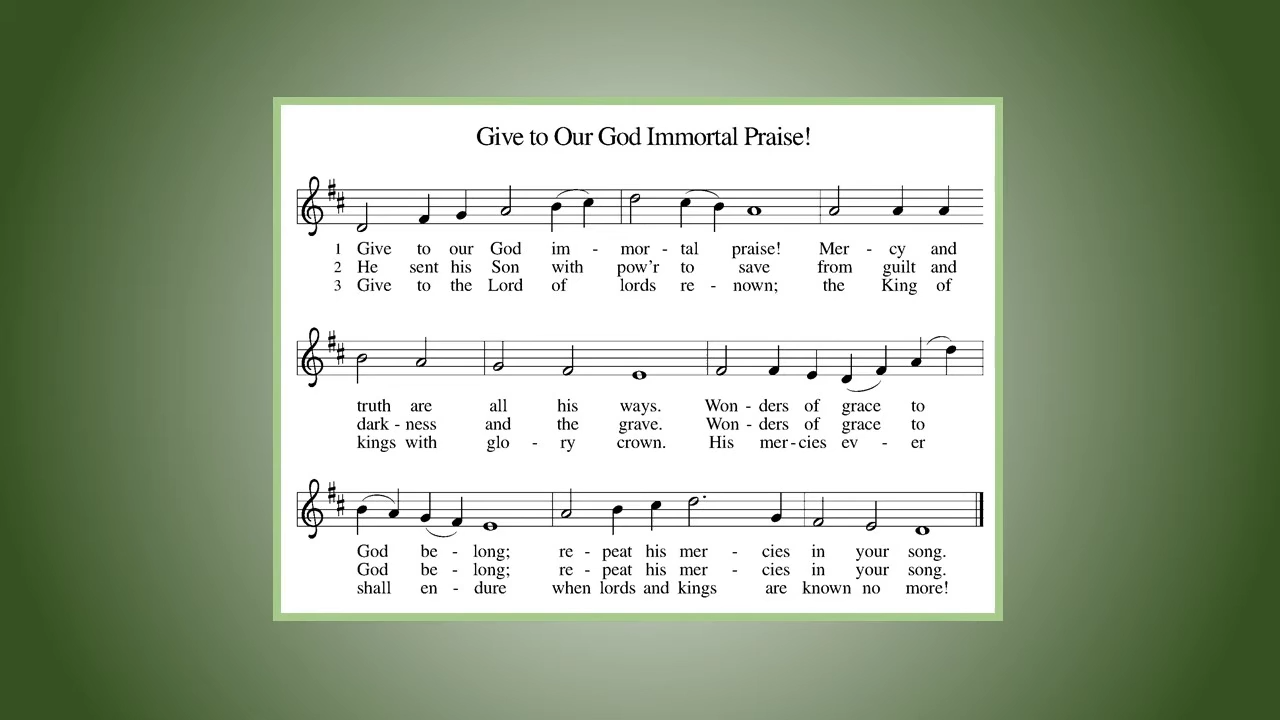 Give to Our God Immortal Praise!
1 Give to our God im - mor - tal praise! Mer - cy and
2 He sent his Son with pow'r to save from guilt and
3 Give to the Lord of lords re - nown; the King of
truth are all his ways. Won - ders of grace to
dark - ness and the grave. Won - ders of grace to
kings with glo - ry crown. His mer - cies ev - er
God be - long; re - peat his mer - cies in your song.
God be - long; re - peat his mer - cies in your song.
shall en - dure when lords and kings are known no more!